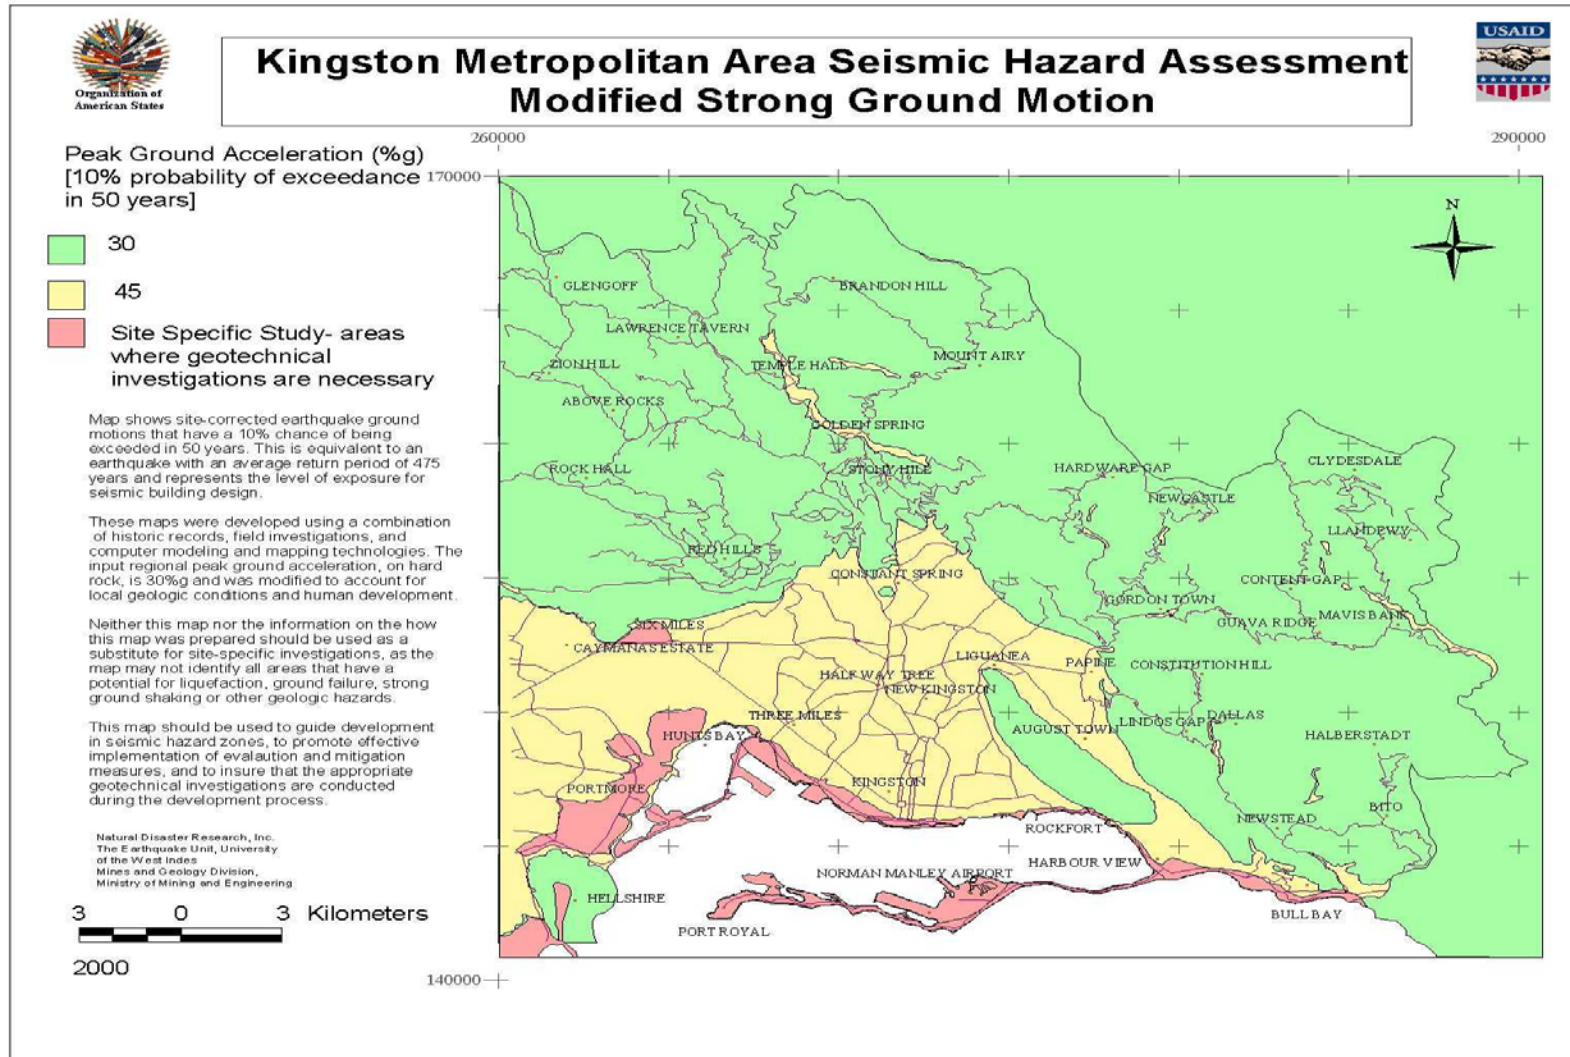 Organization of
American States
Kingston Metropolitan Area Seismic Hazard Assessment
Modified Strong Ground Motion
USAID
Peak Ground Acceleration (%g)
[10% probability of exceedance
in 50 years]
30
45
Site Specific Study- areas
where geotechnical
investigations are necessary
Map shows site-corrected earthquake ground
motions that have a 10% chance of being
exceeded in 50 years. This is equivalent to an
earthquake with an average return period of 475
years and represents the level of exposure for
seismic building design.
These maps were developed using a combination
of historic records, field investigations, and
computer modeling and mapping technologies. The
input regional peak ground acceleration, on hard
rock, is 30%g and was modified to account for
local geologic conditions and human development.
Neither this map nor the information on the how
this map was prepared should be used as a
substitute for site-specific investigations, as the
map may not identify all areas that have a
potential for liquefaction, ground failure, strong
ground shaking or other geologic hazards.
This map should be used to guide development
in seismic hazard zones, to promote effective
implementation of evalaution and mitigation
measures, and to insure that the appropriate
geotechnical investigations are conducted
during the development process.
Natural Disaster Research, Inc.
The Earthquake Unit, University
of the West Indes
Mines and Geology Division,
Ministry of Mining and Engineering
3 0 3 Kilometers
2000
260000
290000
170000
140000
N
GLENGOFF
BRANDON HILL
LAWRENCE TAVERN
MOUNT AIRY
ZION HILL
TEMPLE HALL
ABOVE ROCKS
GOLDEN SPRING
ROCK HALL
STONY HILL
HARDWARE GAP
CLYDESDALE
NEWCASTLE
LLANDEWY
RED HILLS
CONSTANT SPRING
CONTENT GAP
GORDON TOWN
MAVIS BANK
GUAVA RIDGE
SIX MILES
CAYMANAS ESTATE
LIGUANEA
PAPINE
CONSTITUTION HILL
HALF WAY TREE
NEW KINGSTON
THREE MILES
AUGUST TOWN
LINDOS GAP
DALLAS
HUNTS BAY
HALBERSTADT
PORTMORE
KINGSTON
BITO
ROCKFORT
NEWSTEAD
HARBOUR VIEW
NORMAN MANLEY AIRPORT
HELLSHIRE
BULL BAY
PORT ROYAL